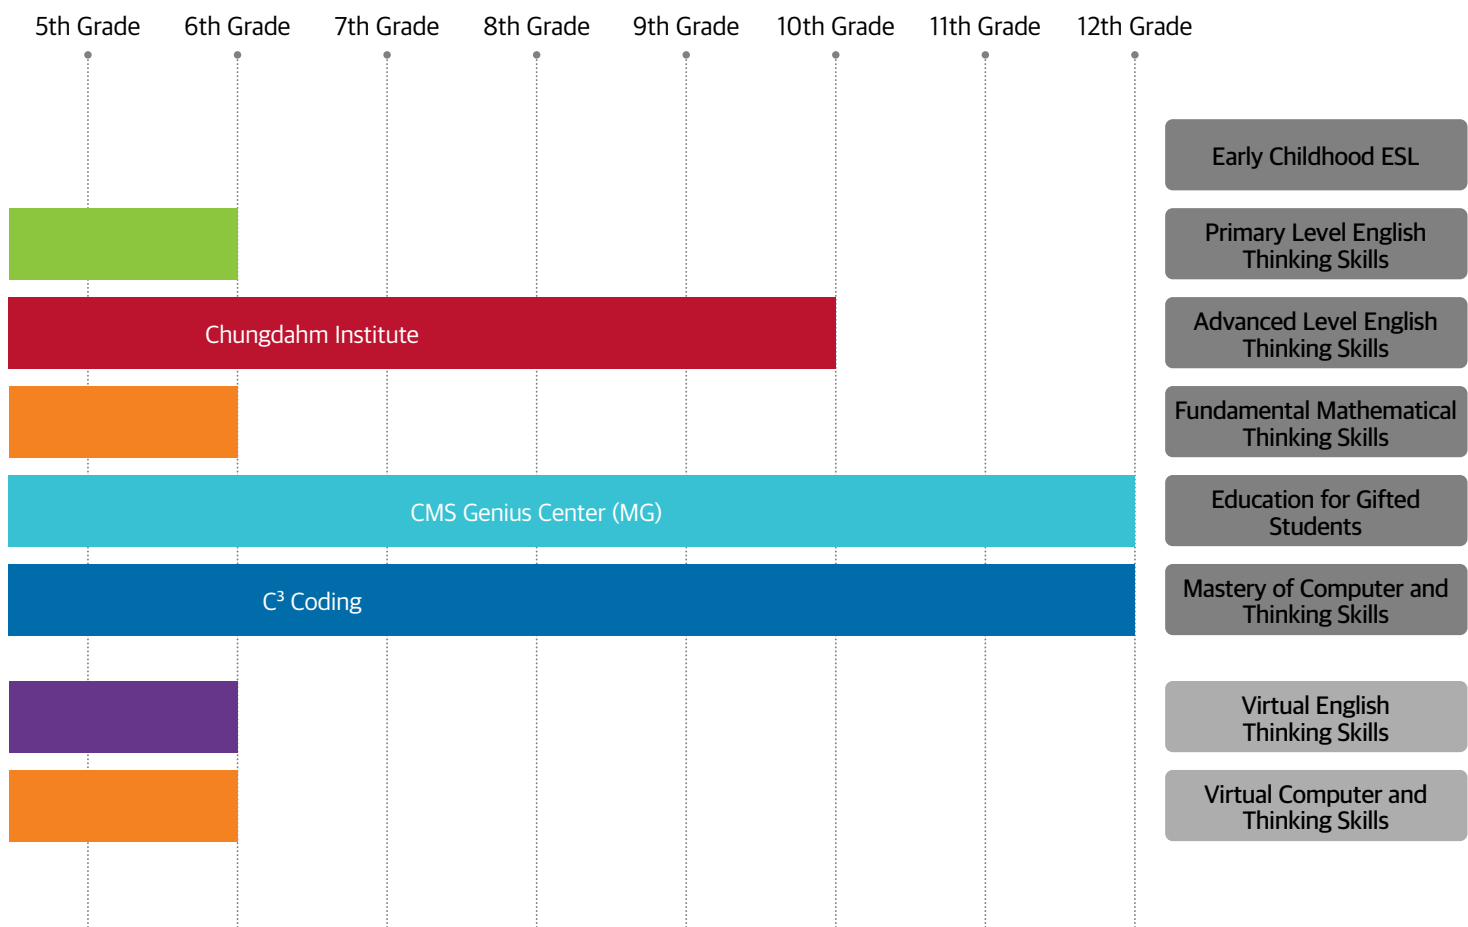 5th Grade 6th Grade 7th Grade 8th Grade 9th Grade 10th Grade 11th Grade 12th Grade
Early Childhood ESL
Primary Level English
Thinking Skills
Chungdahm Institute
Advanced Level English
Thinking Skills
Fundamental Mathematical
Thinking Skills
CMS Genius Center (MG)
Education for Gifted
Students
C³ Coding
Mastery of Computer and
Thinking Skills
Virtual English
Thinking Skills
Virtual Computer and
Thinking Skills